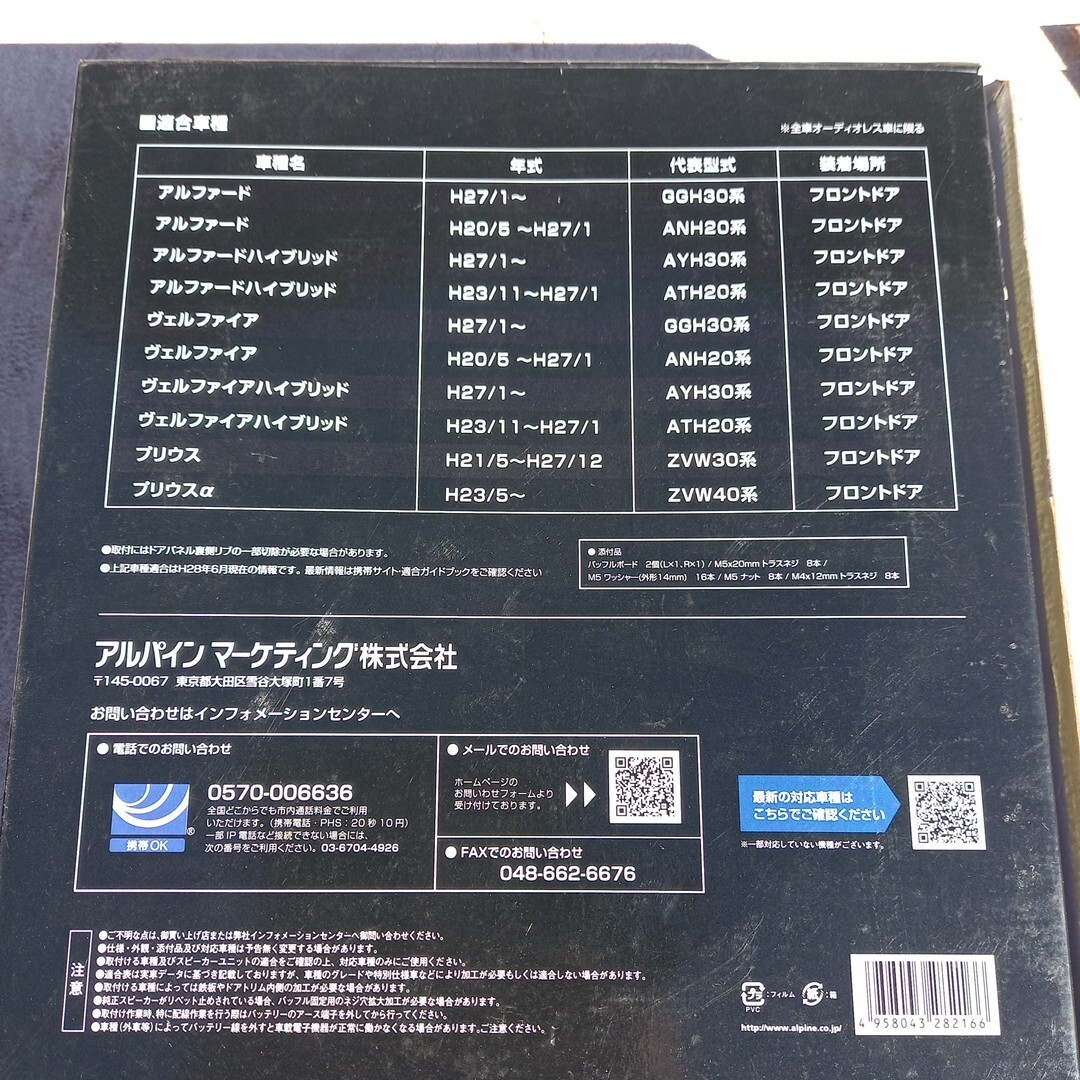 ■適合車種
※全車オーディオレス車に限る
車種名 年式 代表型式 装着場所
アルファード H27/1～ GGH30系 フロントドア
アルファード H20/5 ～H27/1 ANH20系 フロントドア
アルファードハイブリッド H27/1～ AYH30系 フロントドア
アルファードハイブリッド H23/11～H27/1 ATH20系 フロントドア
ヴェルファイア H27/1～ GGH30系 フロントドア
ヴェルファイア H20/5 ～H27/1 ANH20系 フロントドア
ヴェルファイアハイブリッド H27/1～ AYH30系 フロントドア
ヴェルファイアハイブリッド H23/11～H27/1 ATH20系 フロントドア
プリウス H21/5～H27/12 ZVW30系 フロントドア
プリウスα H23/5～ ZVW40系 フロントドア
●取付にはドアパネル裏側リブの一部切除が必要な場合があります。
●上記車種適合はH28年6月現在の情報です。最新情報は携帯サイト・適合ガイドブックをご確認ください
● 添付品
バッフルボード 2個(L×1、R×1) / M5x20mm トラスネジ 8本 /
M5 ワッシャー(外形14mm) 16本 / M5 ナット 8本 / M4x12mm トラスネジ 8本
アルパイン マーケティング株式会社
〒145-0067 東京都大田区雪谷大塚町1番7号
お問い合わせはインフォメーションセンターへ
● 電話でのお問い合わせ
携帯OK
®
0570-006636
全国どこからでも市内通話料金でご利用
いただけます。(携帯電話・PHS：20秒10円)
一部IP電話など接続できない場合には、
次の番号をご利用ください。03-6704-4926
● メールでのお問い合わせ
ホームページの
お問いわせフォームより
受け付けております。
● FAXでのお問い合わせ
048-662-6676
最新の対応車種は
こちらでご確認ください
※一部対応していない機種がございます。
注意
●ご不明な点は、御買い上げ店または弊社インフォメーションセンターへ御問い合わせください。
●仕様・外観・添付品及び対応車種は予告無く変更する場合があります。
●取付ける車種及びスピーカーユニットの適合をご確認の上、対応車種のみにご使用ください。
●適合表は実車データに基づき記載しておりますが、車種のグレードや特別仕様車などにより加工が必要もしくは適合しない場合があります。
●取付ける車種によっては鉄板やドアトリム内側の加工が必要な場合があります。
●純正スピーカーがリベット止めされている場合、バッフル固定用のネジ穴拡大加工が必要な場合があります。
●取付け作業時、特に配線作業を行う際はバッテリーのアース端子を外してから行ってください。
●車種(外車等)によってバッテリー線を外すと車載電子機器が正常に働かなくなる場合があります。ご注意ください。
プラ :フィルム 紙 :箱
PVC
http://www.alpine.co.jp/
4 958043 282166